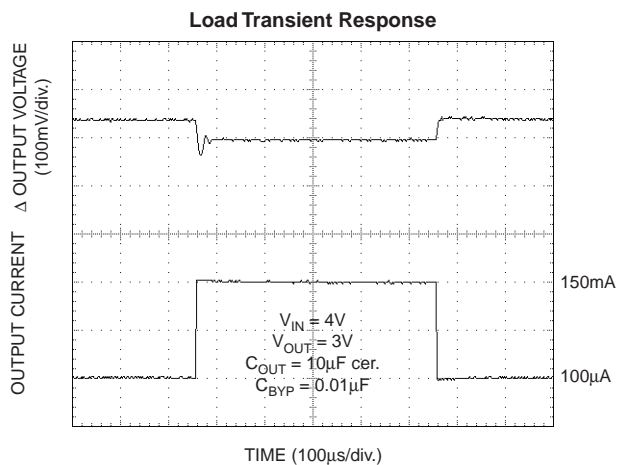 Load Transient Response
Δ OUTPUT VOLTAGE
(100mV/div.)
OUTPUT CURRENT
150mA
V_IN = 4V
V_OUT = 3V
C_OUT = 10µF cer.
C_BYP = 0.01µF
100µA
TIME (100µs/div.)